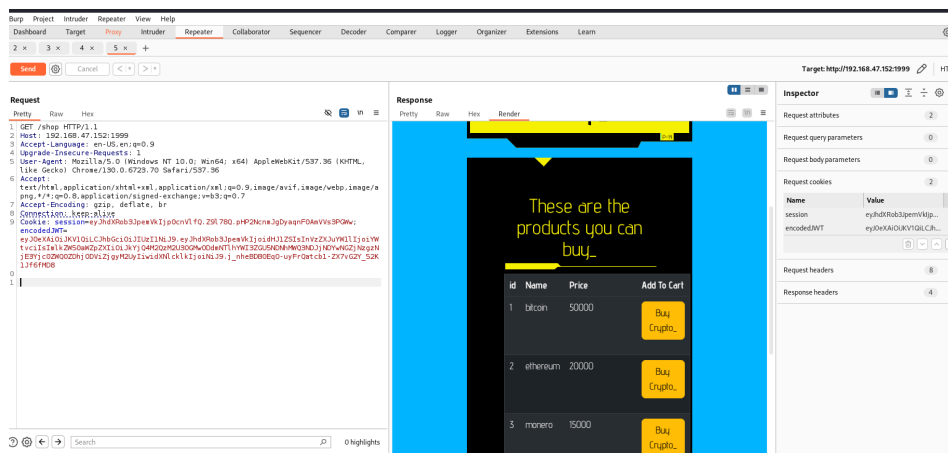 Burp Project Intruder Repeater View Help
Dashboard Target Proxy Intruder Repeater Collaborator Sequencer Decoder Comparer Logger Organizer Extensions Learn
2 × 3 × 4 × 5 × +
Send Cancel < > Target: http://192.168.47.152:1999
Request
Pretty Raw Hex \n
1 GET /shop HTTP/1.1
2 Host: 192.168.47.152:1999
3 Accept-Language: en-US,en;q=0.9
4 Upgrade-Insecure-Requests: 1
5 User-Agent: Mozilla/5.0 (Windows NT 10.0; Win64; x64) AppleWebKit/537.36 (KHTML,
like Gecko) Chrome/130.0.6723.70 Safari/537.36
6 Accept:
text/html,application/xhtml+xml,application/xml;q=0.9,image/avif,image/webp,image/a
png,*/*;q=0.8,application/signed-exchange;v=b3;q=0.7
7 Accept-Encoding: gzip, deflate, br
8 Connection: keep-alive
9 Cookie: session=
encodedJWT=
0
1
Search 0 highlights
Response
Pretty Raw Hex Render \n
These are the
products you can
buy_
id Name Price Add To Cart
1 bitcoin 50000 Buy
Crypto_
2 ethereum 20000 Buy
Crypto_
3 monero 15000 Buy
Crypto_
Inspector
Request attributes 2
Request query parameters 0
Request body parameters 0
Request cookies 2
Name Value
session
encodedJWT
Request headers 8
Response headers 4